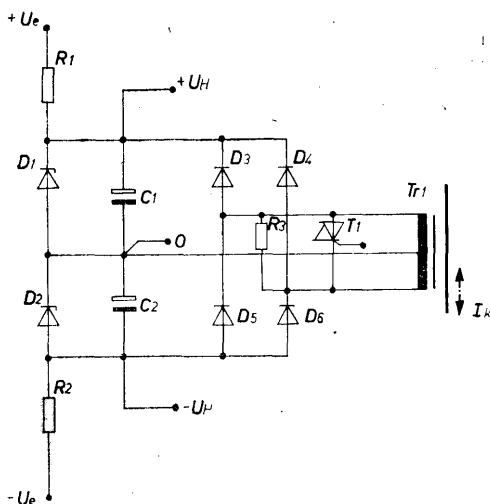 +Ue
R1
+UH
D1
D3
D4
C1
Tr1
R3
T1
O
D2
C2
D5
D6
Ik
R2
-UH
-Ue